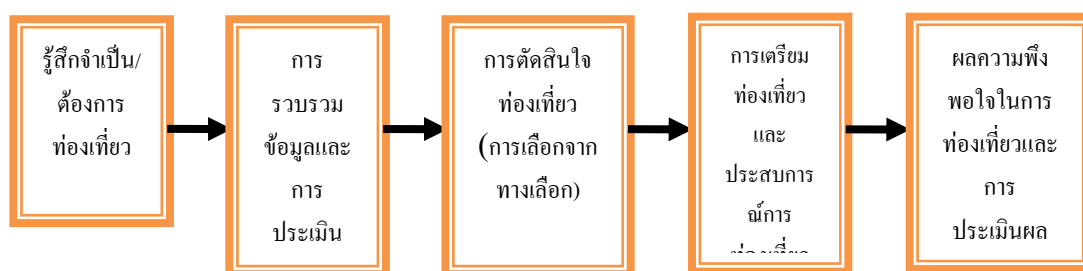 รู้สึกจำเป็น/
ต้องการ
ท่องเที่ยว
การ
รวบรวม
ข้อมูลและ
การ
ประเมิน
การตัดสินใจ
ท่องเที่ยว
(การเลือกจาก
ทางเลือก)
การเตรียม
ท่องเที่ยว
และ
ประสบการ
ณ์การ
ผลความพึง
พอใจในการ
ท่องเที่ยวและ
การ
ประเมินผล